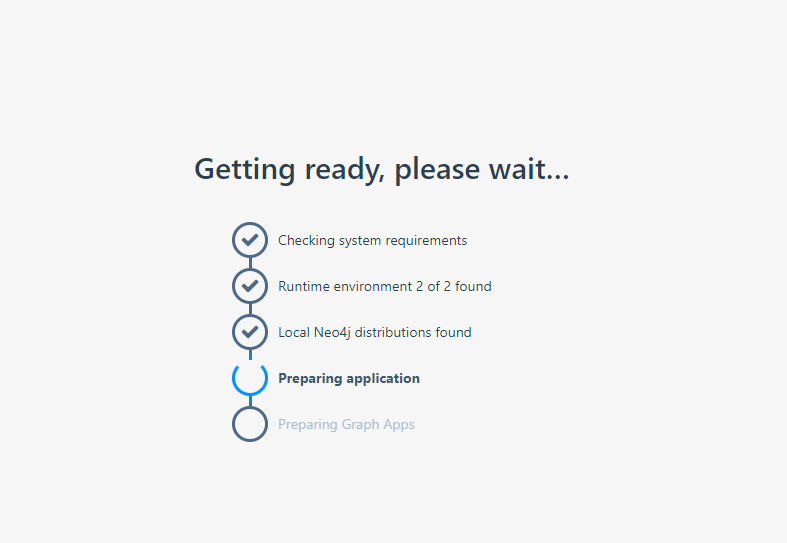 Getting ready, please wait...
Checking system requirements
Runtime environment 2 of 2 found
Local Neo4j distributions found
Preparing application
Preparing Graph Apps